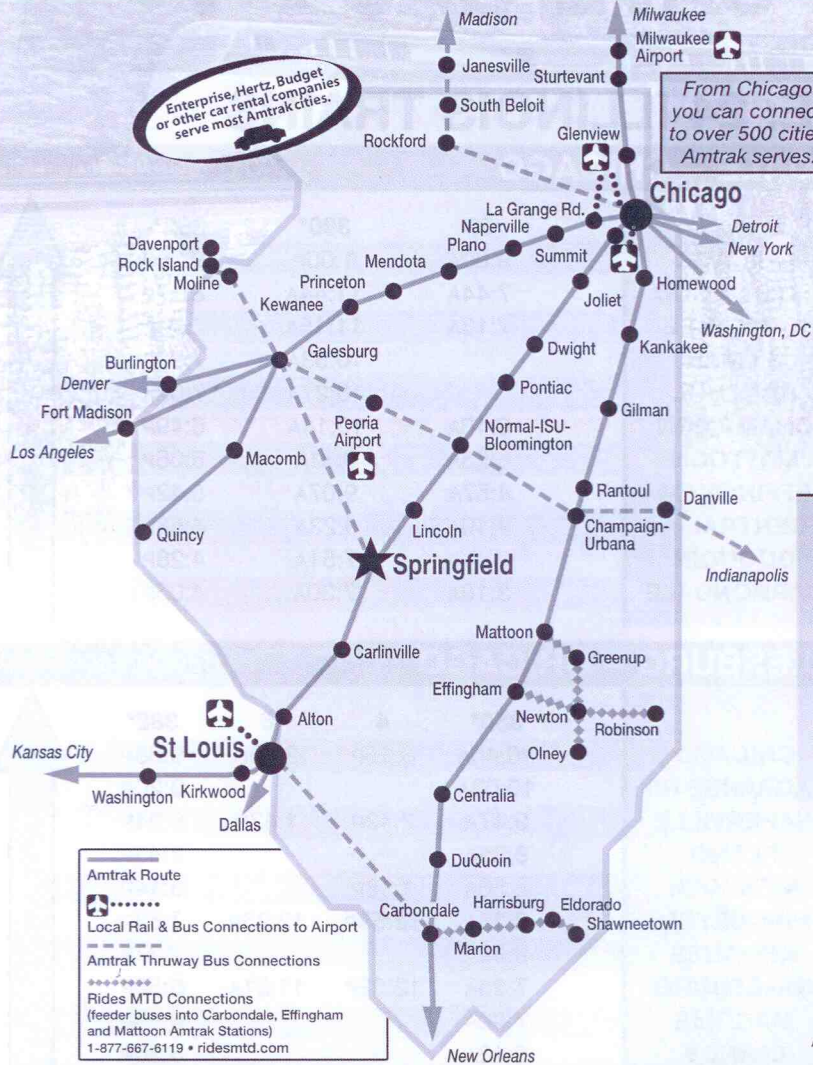 Madison
Milwaukee
Milwaukee
Airport
Janesville
Sturtevant
South Beloit
Rockford
Glenview
Enterprise, Hertz, Budget
or other car rental companies
serve most Amtrak cities.
From Chicago
you can connec
to over 500 citie
Amtrak serves.
Chicago
La Grange Rd.
Naperville
Plano
Mendota
Princeton
Kewanee
Summit
Detroit
New York
Homewood
Washington, DC
Davenport
Rock Island
Moline
Joliet
Kankakee
Dwight
Burlington
Denver
Galesburg
Pontiac
Gilman
Fort Madison
Los Angeles
Peoria
Airport
Normal-ISU-
Bloomington
Macomb
Rantoul
Danville
Quincy
Lincoln
Champaign-
Urbana
Indianapolis
Springfield
Mattoon
Greenup
Carlinville
Effingham
Newton
Robinson
Alton
Olney
St Louis
Kansas City
Washington
Kirkwood
Dallas
Centralia
DuQuoin
Carbondale
Marion
Harrisburg
Eldorado
Shawneetown
New Orleans
Amtrak Route
Local Rail & Bus Connections to Airport
Amtrak Thruway Bus Connections
Rides MTD Connections
(feeder buses into Carbondale, Effingham
and Mattoon Amtrak Stations)
1-877-667-6119 • ridesmtd.com